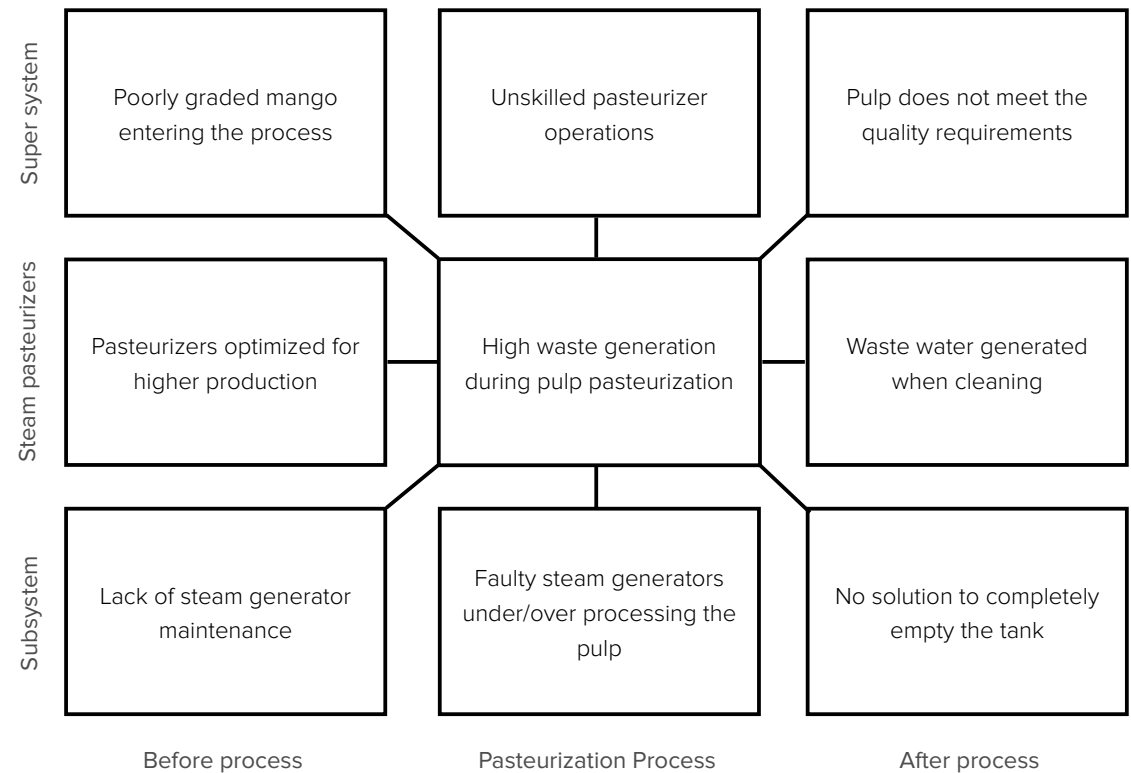 Super system
Poorly graded mango
entering the process
Unskilled pasteurizer
operations
Pulp does not meet the
quality requirements
Steam pasteurizers
Pasteurizers optimized for
higher production
High waste generation
during pulp pasteurization
Waste water generated
when cleaning
Subsystem
Lack of steam generator
maintenance
Faulty steam generators
under/over processing the
pulp
No solution to completely
empty the tank
Before process
Pasteurization Process
After process